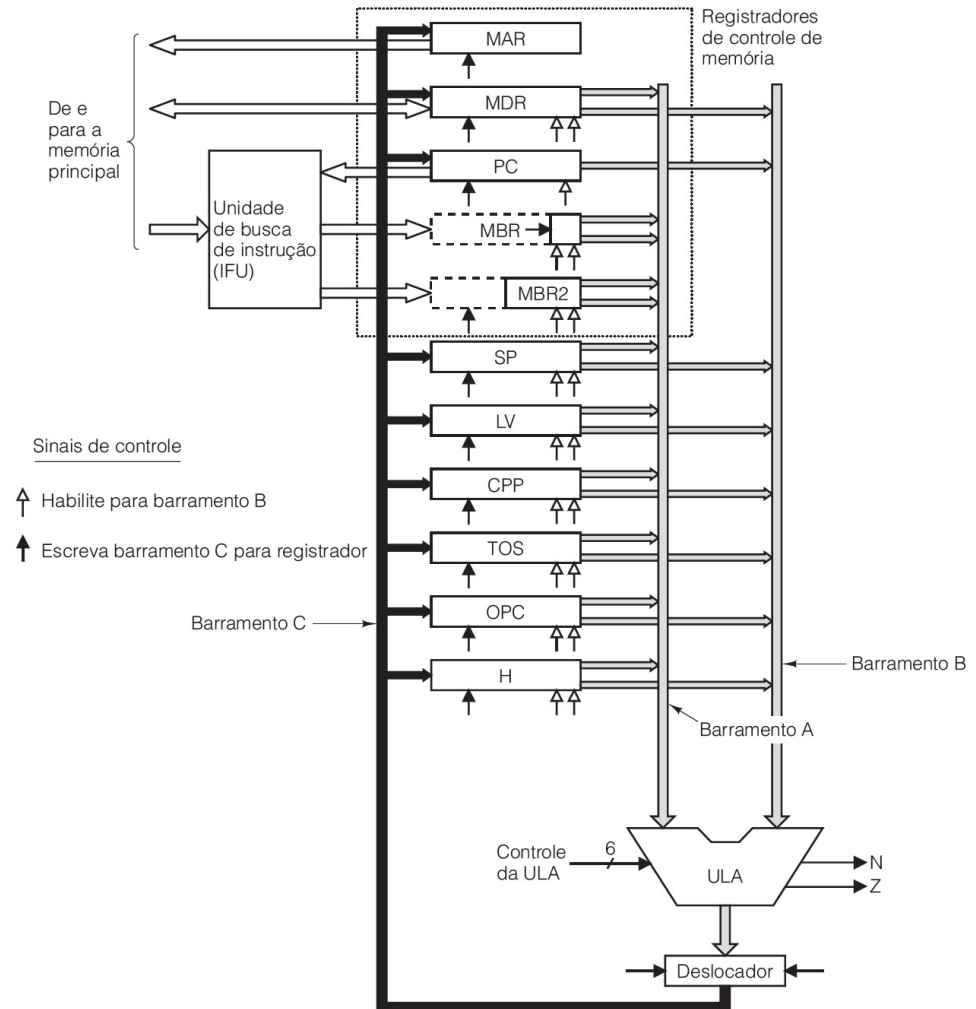 Registradores
de controle de
memória
MAR
MDR
De e
para a
memória
principal
PC
Unidade
de busca
de instrução
(IFU)
MBR
MBR2
SP
LV
Sinais de controle
CPP
Habilite para barramento B
TOS
Escreva barramento C para registrador
OPC
Barramento C
H
Barramento B
Barramento A
Controle
da ULA
6
ULA
N
Z
Deslocador